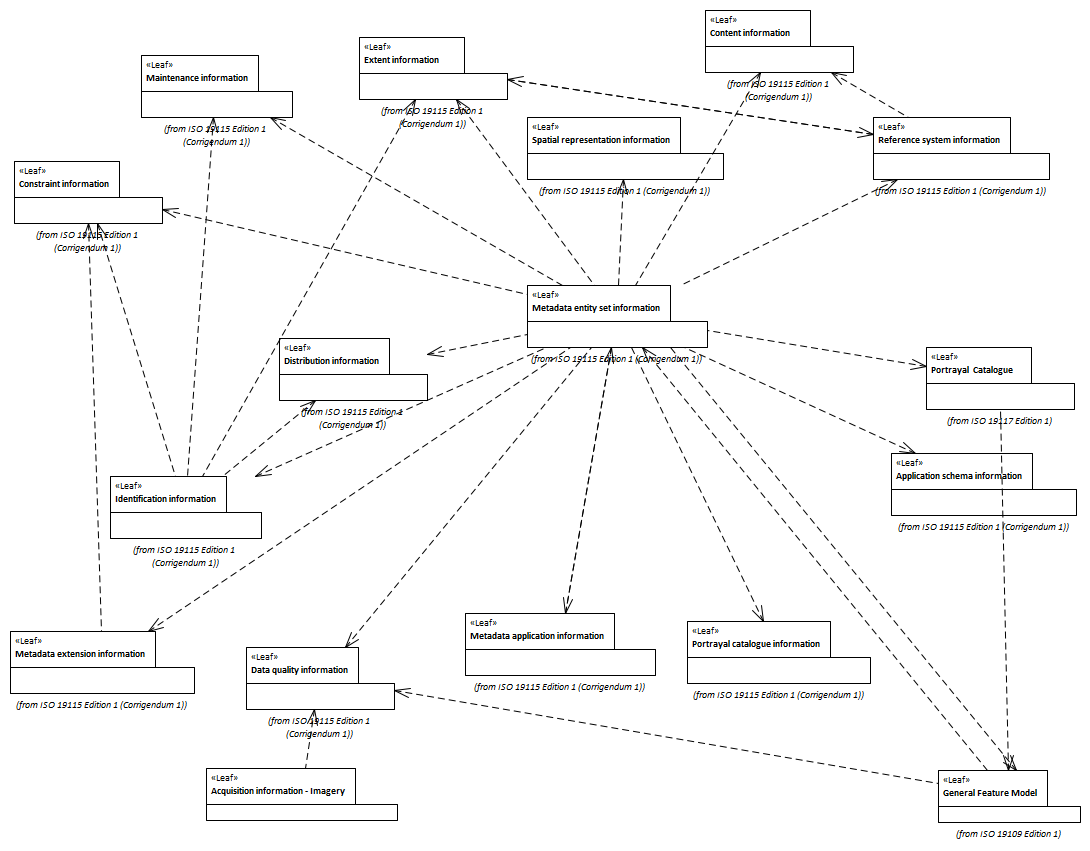 «Leaf»
Content information
(from ISO 19115 Edition 1
(Corrigendum 1))
«Leaf»
Extent information
(from ISO 19115 Edition 1
(Corrigendum 1))
«Leaf»
Maintenance information
(from ISO 19115 Edition 1
(Corrigendum 1))
«Leaf»
Spatial representation information
(from ISO 19115 Edition 1 (Corrigendum 1))
«Leaf»
Reference system information
(from ISO 19115 Edition 1 (Corrigendum 1))
«Leaf»
Constraint information
(from ISO 19115 Edition 1
(Corrigendum 1))
«Leaf»
Metadata entity set information
(from ISO 19115 Edition 1 (Corrigendum 1))
«Leaf»
Distribution information
(from ISO 19115 Edition 1
(Corrigendum 1))
«Leaf»
Portrayal Catalogue
(from ISO 19117 Edition 1)
«Leaf»
Application schema information
(from ISO 19115 Edition 1 (Corrigendum 1))
«Leaf»
Identification information
(from ISO 19115 Edition 1
(Corrigendum 1))
«Leaf»
Metadata extension information
(from ISO 19115 Edition 1 (Corrigendum 1))
«Leaf»
Data quality information
(from ISO 19115 Edition 1
(Corrigendum 1))
«Leaf»
Metadata application information
(from ISO 19115 Edition 1 (Corrigendum 1))
«Leaf»
Portrayal catalogue information
(from ISO 19115 Edition 1 (Corrigendum 1))
«Leaf»
Acquisition information - Imagery
«Leaf»
General Feature Model
(from ISO 19109 Edition 1)